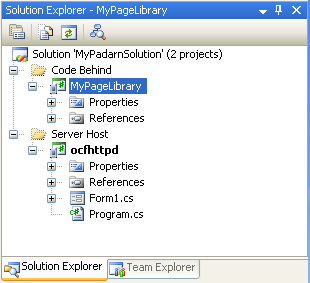 Solution Explorer - MyPageLibrary
Solution 'MyPadarnSolution' (2 projects)
Code Behind
MyPageLibrary
Properties
References
Server Host
ocfhttpd
Properties
References
Form1.cs
Program.cs
Solution Explorer Team Explorer